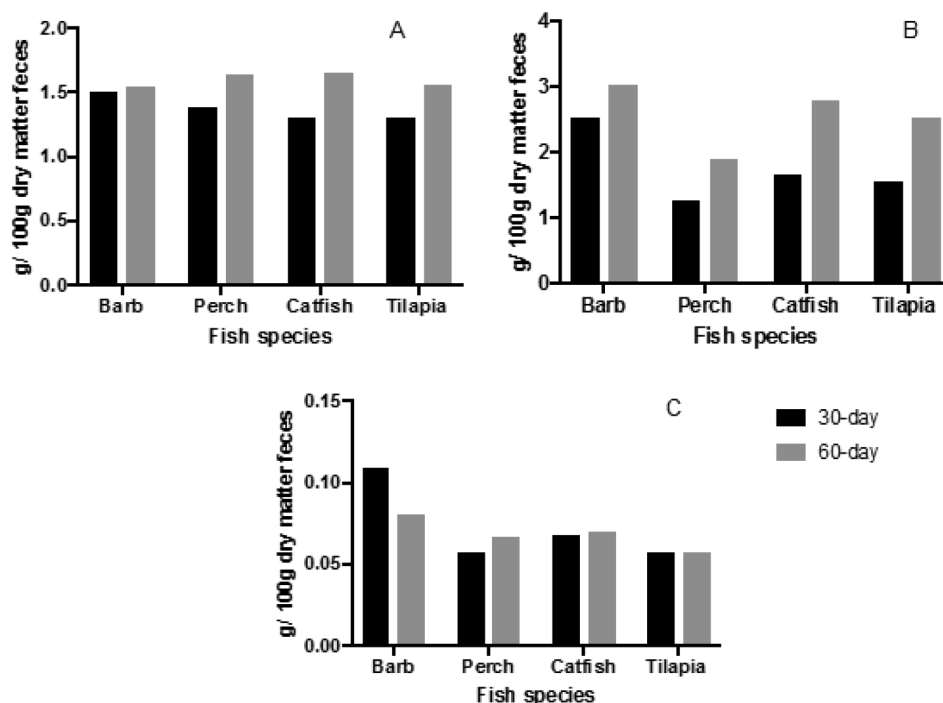 A
g/ 100g dry matter feces
2.0
1.5
1.0
0.5
0.0
Barb Perch Catfish Tilapia
Fish species
B
g/ 100g dry matter feces
4
3
2
1
0
Barb Perch Catfish Tilapia
Fish species
C
g/ 100g dry matter feces
0.15
0.10
0.05
0.00
Barb Perch Catfish Tilapia
Fish species
30-day
60-day